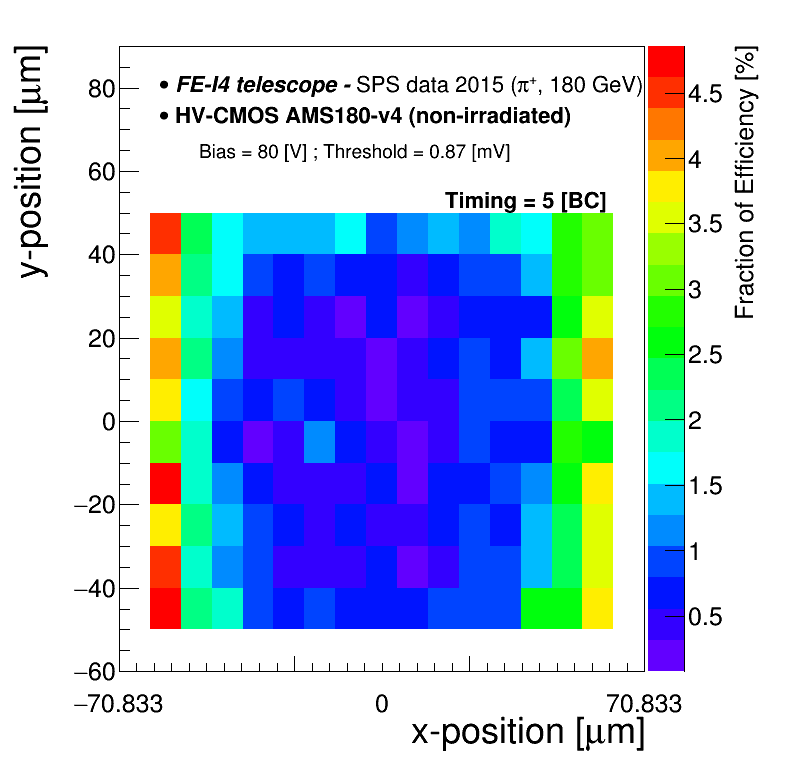 • FE-I4 telescope - SPS data 2015 (π⁺, 180 GeV)
• HV-CMOS AMS180-v4 (non-irradiated)
Bias = 80 [V] ; Threshold = 0.87 [mV]
Timing = 5 [BC]
y-position [μm]
80
60
40
20
0
−20
−40
−60
−70.833 0 70.833
x-position [μm]
Fraction of Efficiency [%]
4.5
4
3.5
3
2.5
2
1.5
1
0.5